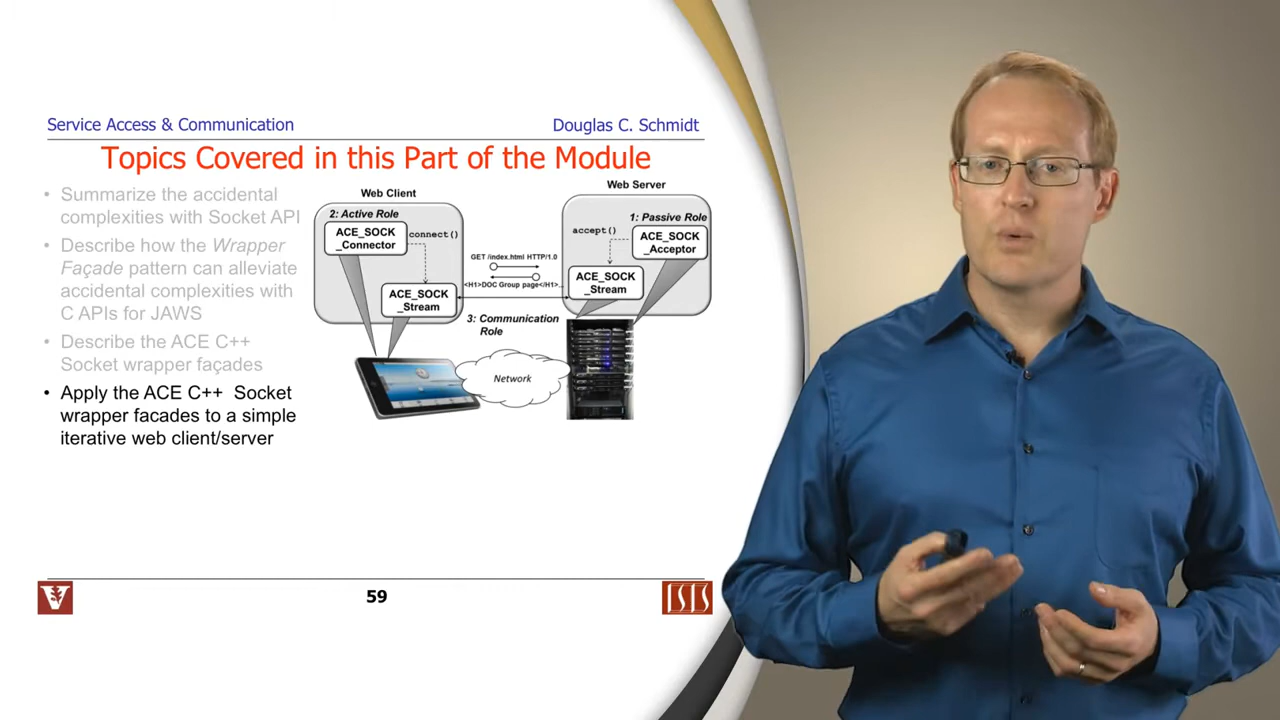 Service Access & Communication
Douglas C. Schmidt
Topics Covered in this Part of the Module
• Summarize the accidental
complexities with Socket API
• Describe how the Wrapper
Façade pattern can alleviate
accidental complexities with
C APIs for JAWS
• Describe the ACE C++
Socket wrapper façades
• Apply the ACE C++ Socket
wrapper facades to a simple
iterative web client/server
Web Client
2: Active Role
ACE_SOCK
_Connector
connect()
ACE_SOCK
_Stream
GET /index.html HTTP/1.0
<H1>DOC Group page</H1>...
3: Communication
Role
Network
Web Server
1: Passive Role
accept()
ACE_SOCK
_Acceptor
ACE_SOCK
_Stream
V
59
ISIS